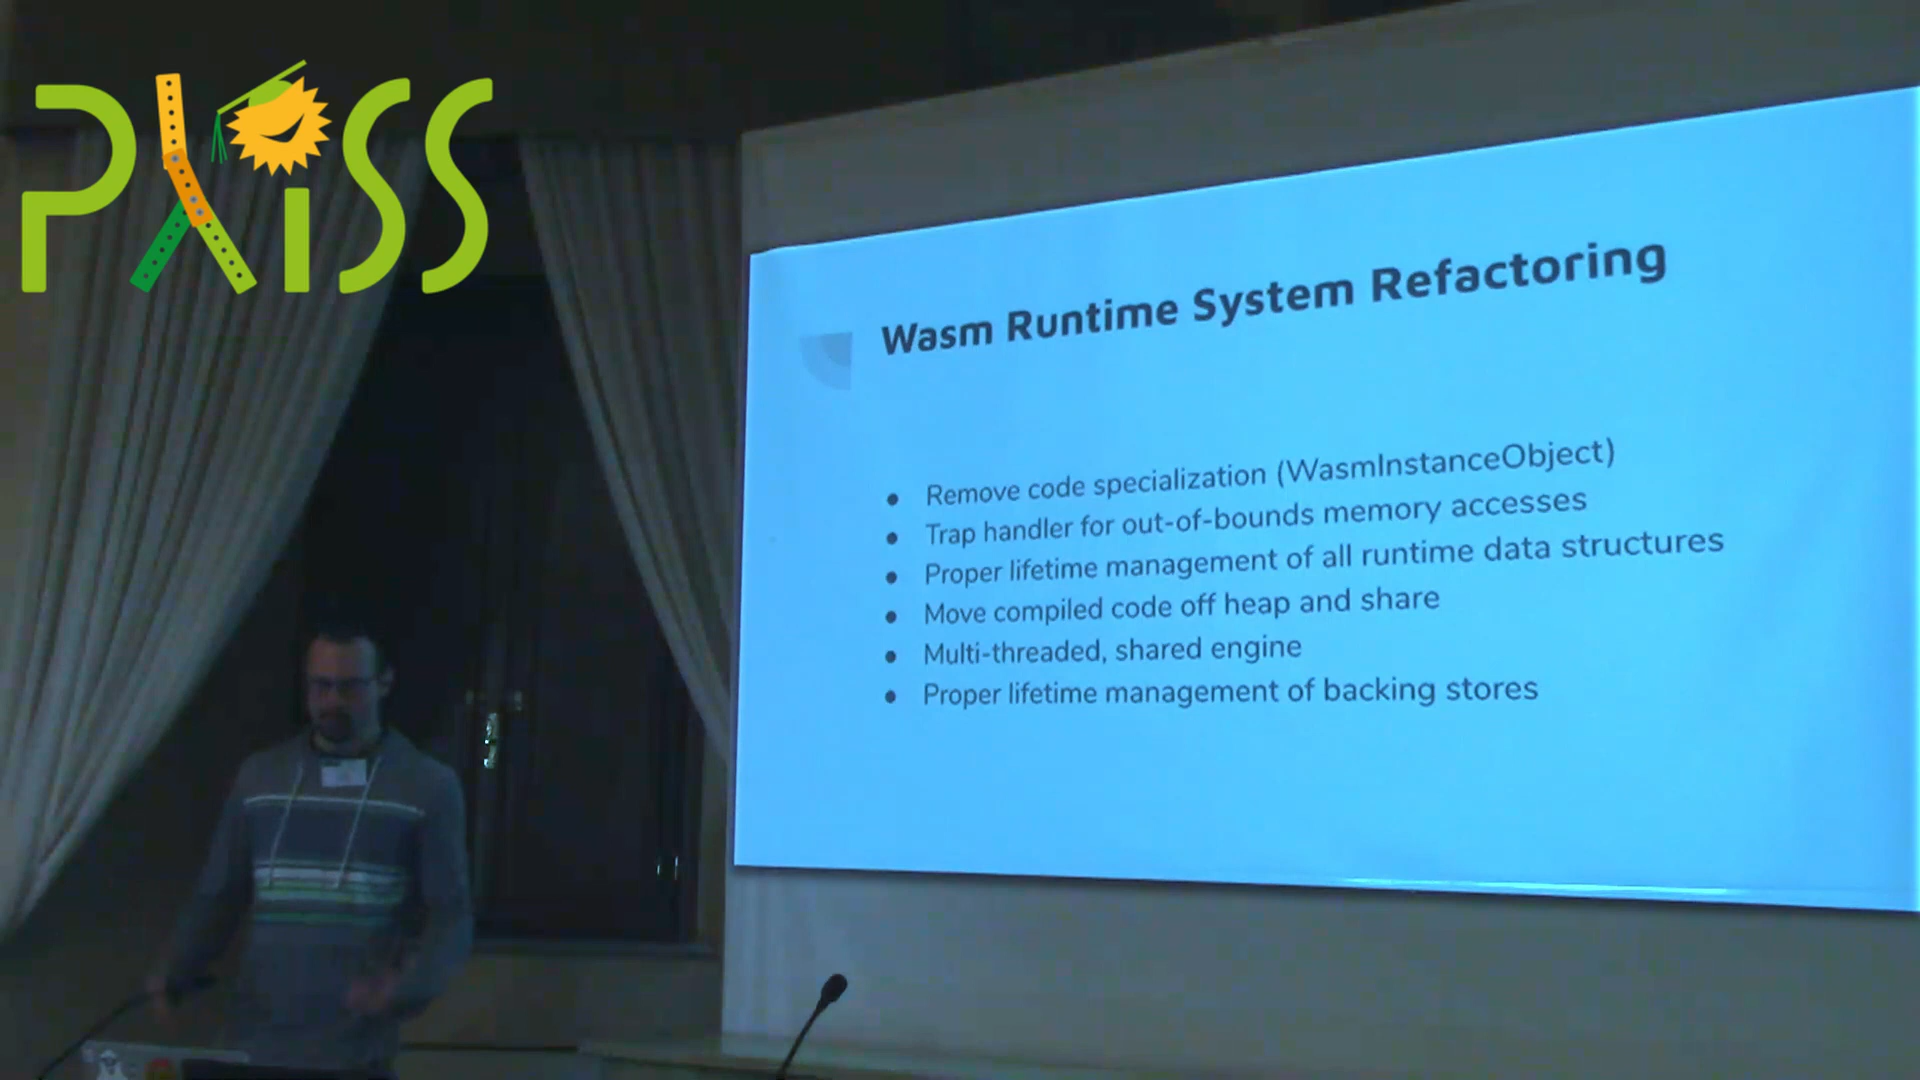 PLISS
Wasm Runtime System Refactoring
Remove code specialization (WasmInstanceObject)
Trap handler for out-of-bounds memory accesses
Proper lifetime management of all runtime data structures
Move compiled code off heap and share
Multi-threaded, shared engine
Proper lifetime management of backing stores